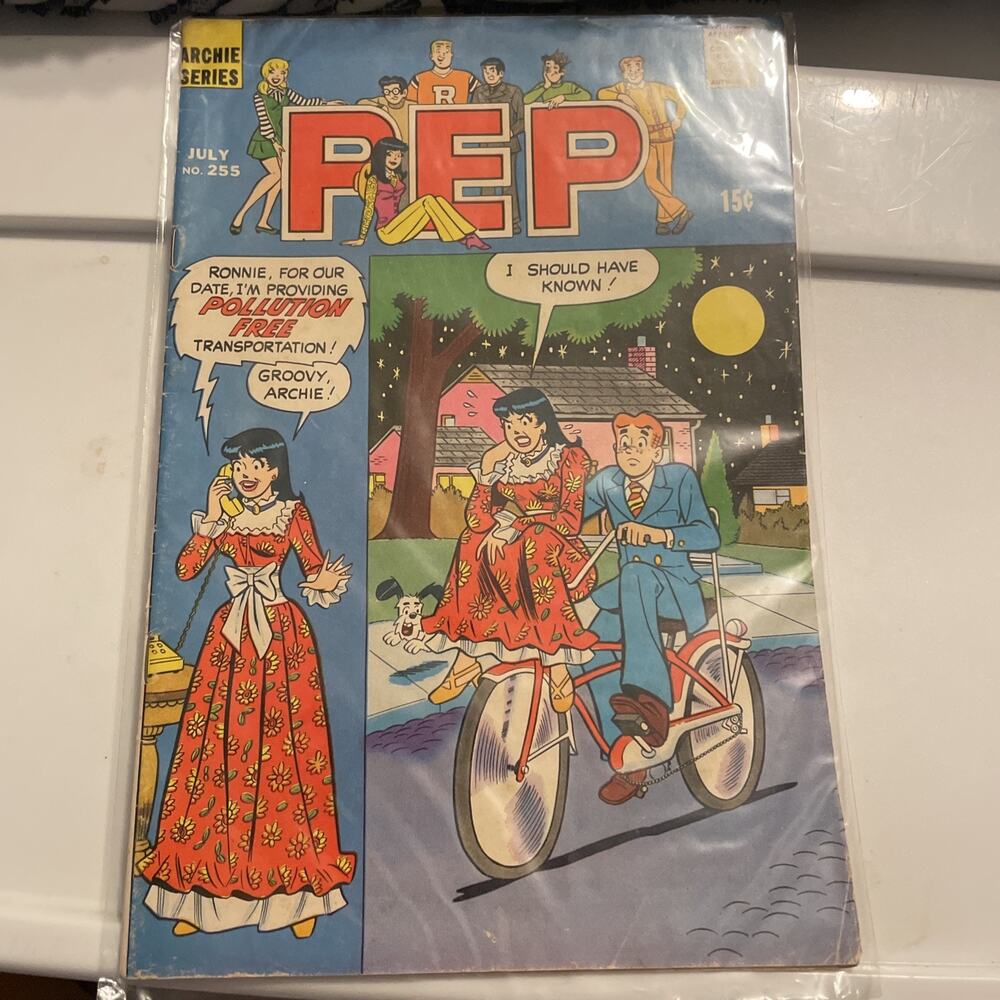 ARCHIE
SERIES
R
PEP
JULY
NO. 255
15¢
RONNIE, FOR OUR
DATE, I'M PROVIDING
POLLUTION
FREE
TRANSPORTATION!
GROOVY,
ARCHIE!
I SHOULD HAVE
KNOWN!